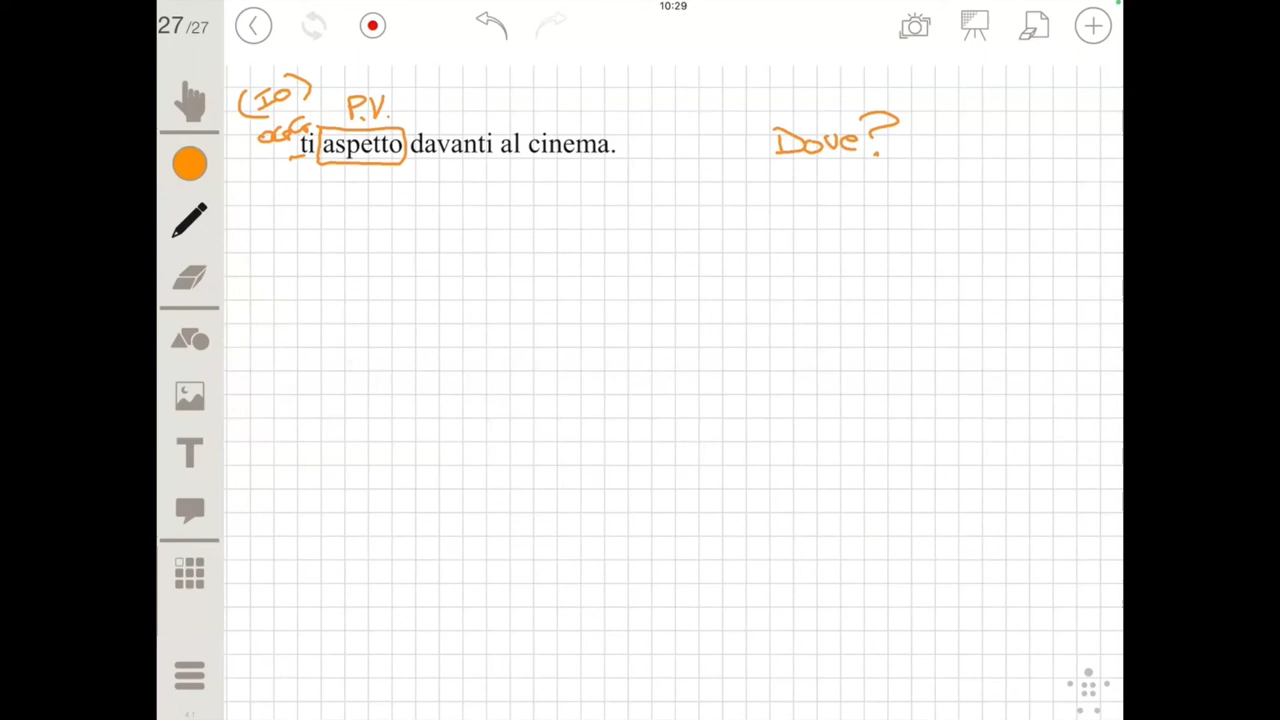 10:29
27/27
(IO) P.V.
ti aspetto davanti al cinema. Dove?
T